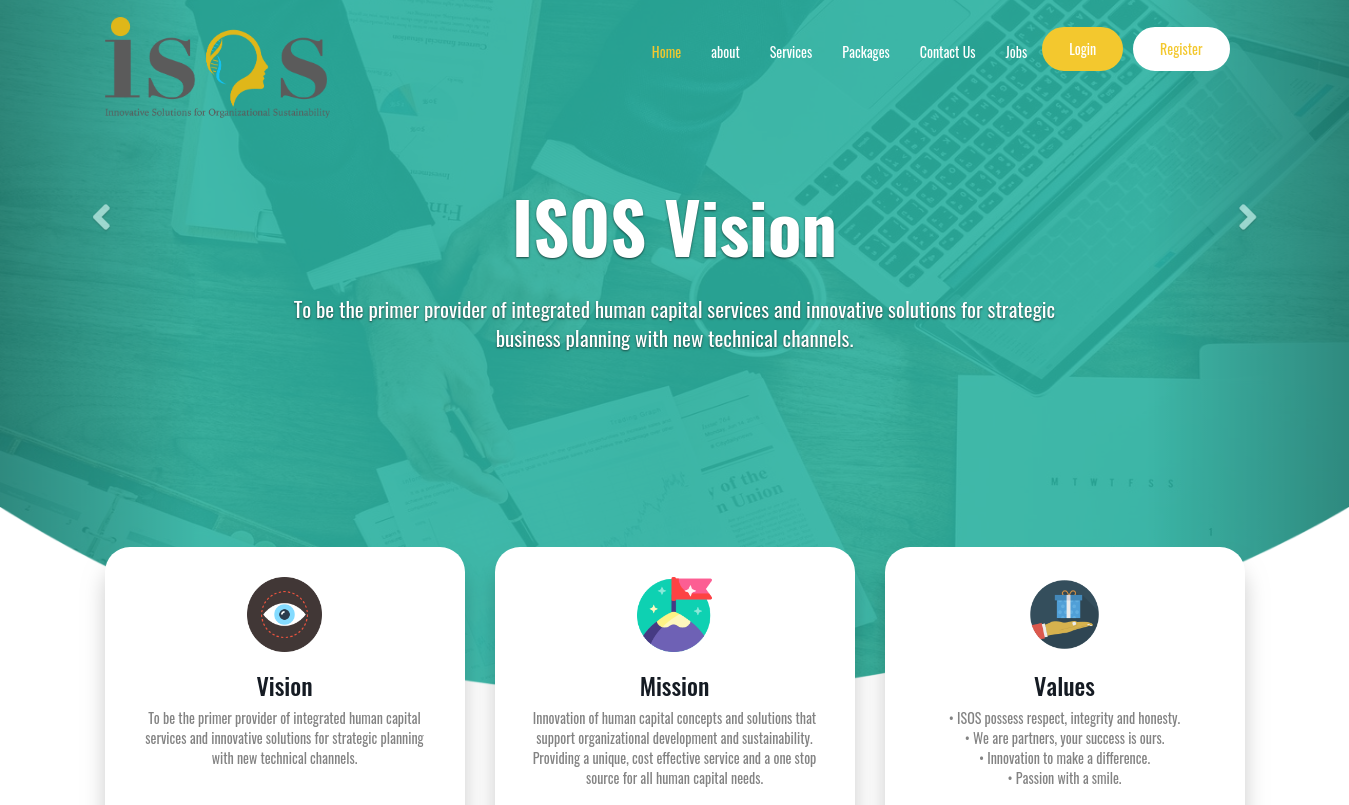 isos
Innovative Solutions for Organizational Sustainability
Home about Services Packages Contact Us Jobs Login Register
ISOS Vision
To be the primer provider of integrated human capital services and innovative solutions for strategic
business planning with new technical channels.
y of the
n Union
M T W T F S S
Vision
To be the primer provider of integrated human capital
services and innovative solutions for strategic planning
with new technical channels.
Mission
Innovation of human capital concepts and solutions that
support organizational development and sustainability.
Providing a unique, cost effective service and a one stop
source for all human capital needs.
Values
• ISOS possess respect, integrity and honesty.
• We are partners, your success is ours.
• Innovation to make a difference.
• Passion with a smile.